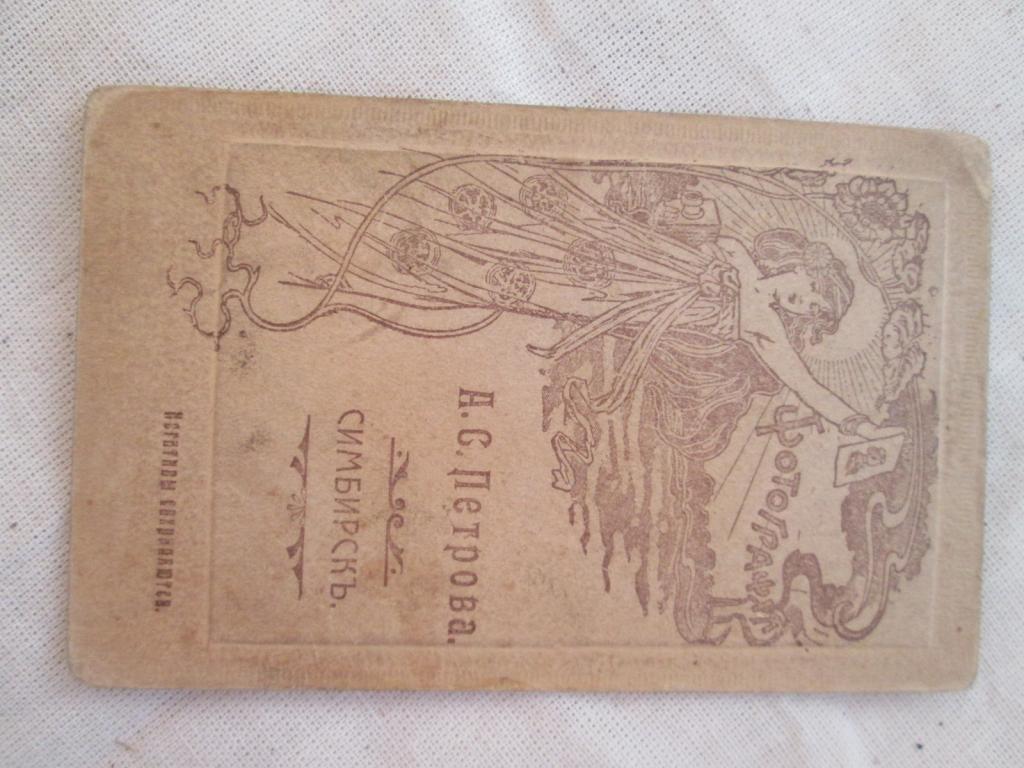 Фотографія
А. С. Петрова.
СИМБИРСКЪ.
Негативы сохраняются.